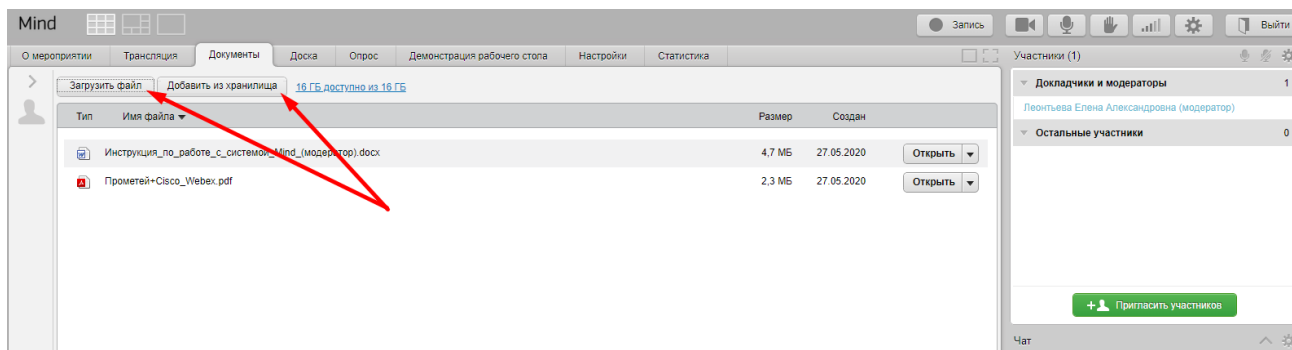 Mind Запись Выйти
О мероприятии Трансляция Документы Доска Опрос Демонстрация рабочего стола Настройки Статистика Участники (1)
Загрузить файл Добавить из хранилища 16 ГБ доступно из 16 ГБ Докладчики и модераторы 1
Тип Имя файла Размер Создан Леонтьева Елена Александровна (модератор)
Остальные участники 0
Инструкция_по_работе_с_системой_Mind_(модератор).docx 4,7 МБ 27.05.2020 Открыть
Прометей+Cisco_Webex.pdf 2,3 МБ 27.05.2020 Открыть
Пригласить участников
Чат